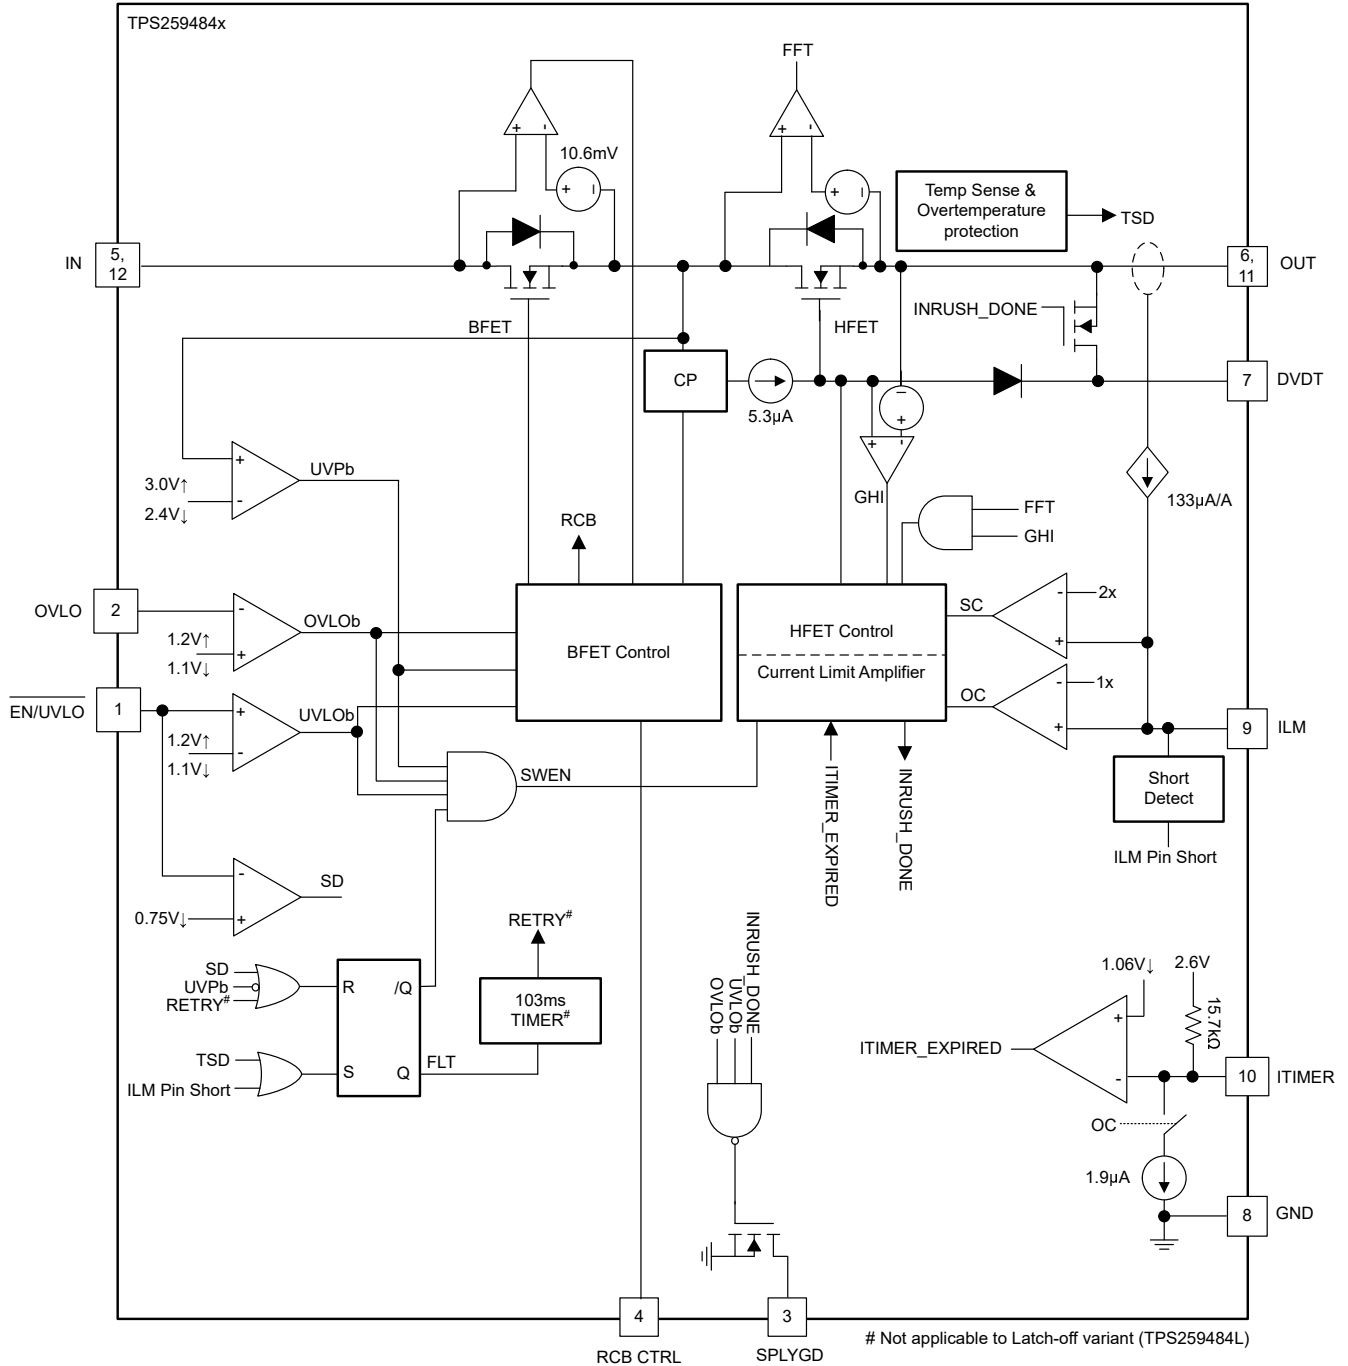 TPS259484x
FFT
+
-
+
-
10.6mV
+
-
+
-
Temp Sense &
Overtemperature
protection
TSD
IN
5,
12
6,
11
OUT
INRUSH_DONE
BFET
HFET
CP
5.3µA
-
+
7
DVDT
+
-
+
-
UVPb
3.0V↑
2.4V↓
GHI
133µA/A
RCB
FFT
GHI
OVLO
2
-
+
OVLOb
1.2V↑
1.1V↓
BFET Control
HFET Control
Current Limit Amplifier
SC
-
+
2x
EN/UVLO
1
+
-
UVLOb
1.2V↑
1.1V↓
OC
-
+
1x
9
ILM
SWEN
ITIMER_EXPIRED
INRUSH_DONE
Short
Detect
ILM Pin Short
-
+
SD
0.75V↓
RETRY#
SD
UVPb
RETRY#
R
/Q
103ms
TIMER#
OVLOb
UVLOb
INRUSH_DONE
1.06V↓
2.6V
15.7kΩ
+
-
ITIMER_EXPIRED
TSD
ILM Pin Short
S
Q
FLT
10
ITIMER
OC
1.9µA
8
GND
4
3
RCB CTRL
SPLYGD
# Not applicable to Latch-off variant (TPS259484L)